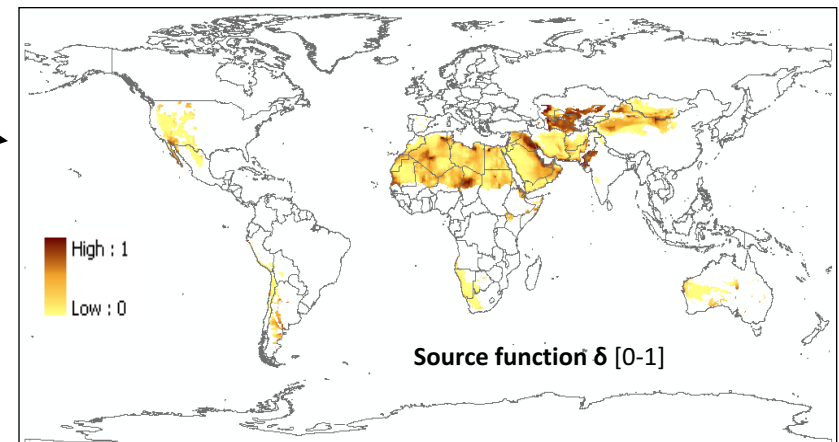 High : 1
Low : 0
Source function δ [0-1]